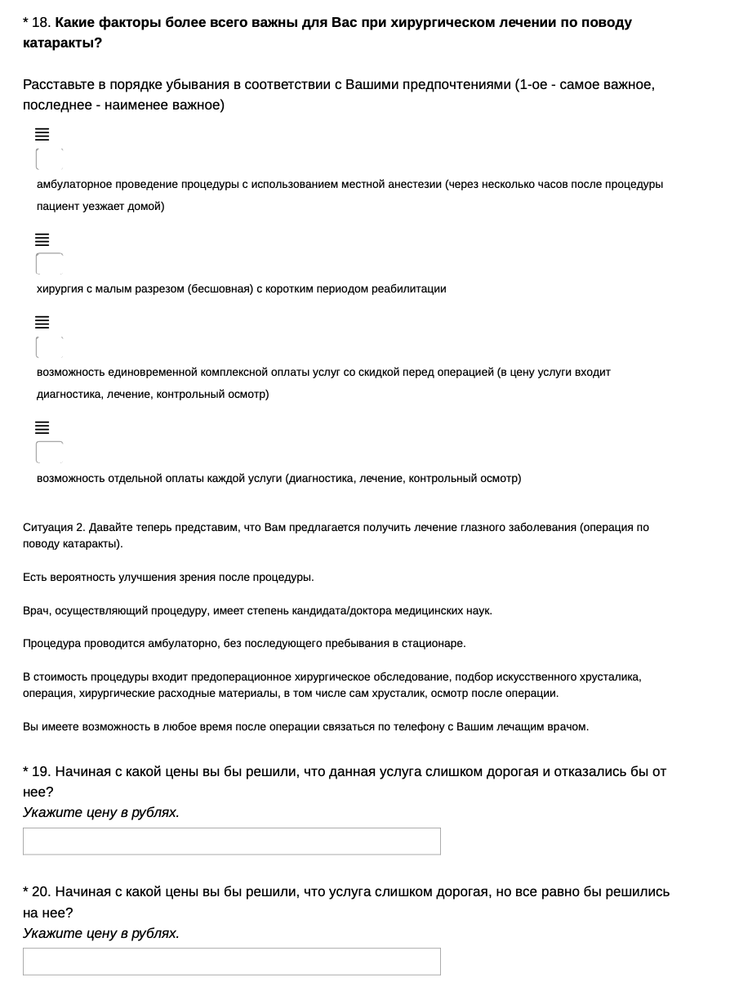 * 18. Какие факторы более всего важны для Вас при хирургическом лечении по поводу
катаракты?
Расставьте в порядке убывания в соответствии с Вашими предпочтениями (1-ое - самое важное,
последнее - наименее важное)
амбулаторное проведение процедуры с использованием местной анестезии (через несколько часов после процедуры
пациент уезжает домой)
хирургия с малым разрезом (бесшовная) с коротким периодом реабилитации
возможность единовременной комплексной оплаты услуг со скидкой перед операцией (в цену услуги входит
диагностика, лечение, контрольный осмотр)
возможность отдельной оплаты каждой услуги (диагностика, лечение, контрольный осмотр)
Ситуация 2. Давайте теперь представим, что Вам предлагается получить лечение глазного заболевания (операция по
поводу катаракты).
Есть вероятность улучшения зрения после процедуры.
Врач, осуществляющий процедуру, имеет степень кандидата/доктора медицинских наук.
Процедура проводится амбулаторно, без последующего пребывания в стационаре.
В стоимость процедуры входит предоперационное хирургическое обследование, подбор искусственного хрусталика,
операция, хирургические расходные материалы, в том числе сам хрусталик, осмотр после операции.
Вы имеете возможность в любое время после операции связаться по телефону с Вашим лечащим врачом.
* 19. Начиная с какой цены вы бы решили, что данная услуга слишком дорогая и отказались бы от
нее?
Укажите цену в рублях.
* 20. Начиная с какой цены вы бы решили, что услуга слишком дорогая, но все равно бы решились
на нее?
Укажите цену в рублях.